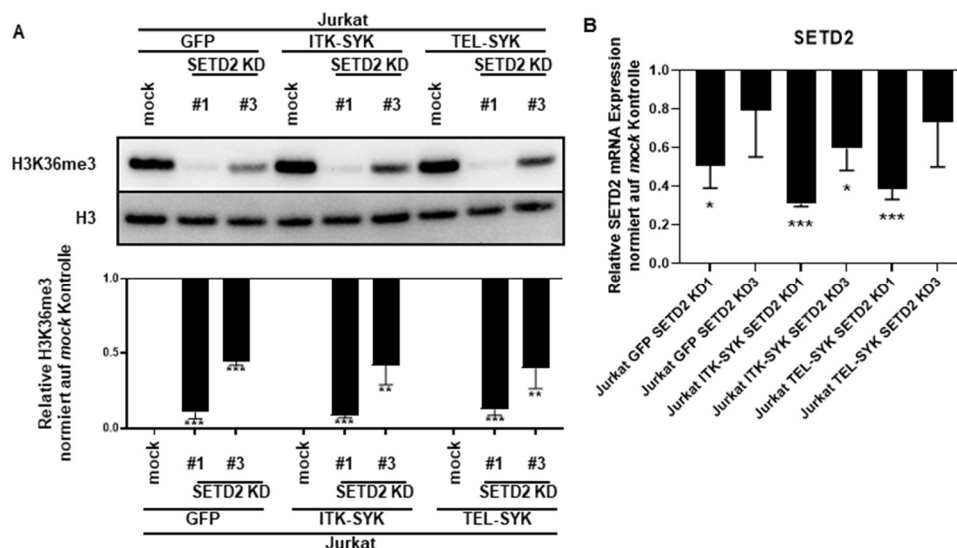 A
Jurkat
GFP ITK-SYK TEL-SYK
SETD2 KD SETD2 KD SETD2 KD
mock #1 #3 mock #1 #3 mock #1 #3
H3K36me3
H3
Relative H3K36me3
normiert auf mock Kontrolle
1.0
0.5
0.0
*** *** *** ** *** **
mock #1 #3 mock #1 #3 mock #1 #3
SETD2 KD SETD2 KD SETD2 KD
GFP ITK-SYK TEL-SYK
Jurkat
B
SETD2
Relative SETD2 mRNA Expression
normiert auf mock Kontrolle
1.0
0.8
0.6
0.4
0.2
0.0
* *** * ***
Jurkat GFP SETD2 KD1
Jurkat GFP SETD2 KD3
Jurkat ITK-SYK SETD2 KD1
Jurkat ITK-SYK SETD2 KD3
Jurkat TEL-SYK SETD2 KD1
Jurkat TEL-SYK SETD2 KD3